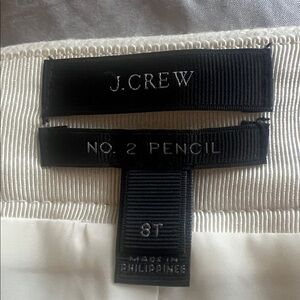 J.CREW
NO. 2 PENCIL
8T
MADE IN
PHILIPPINES